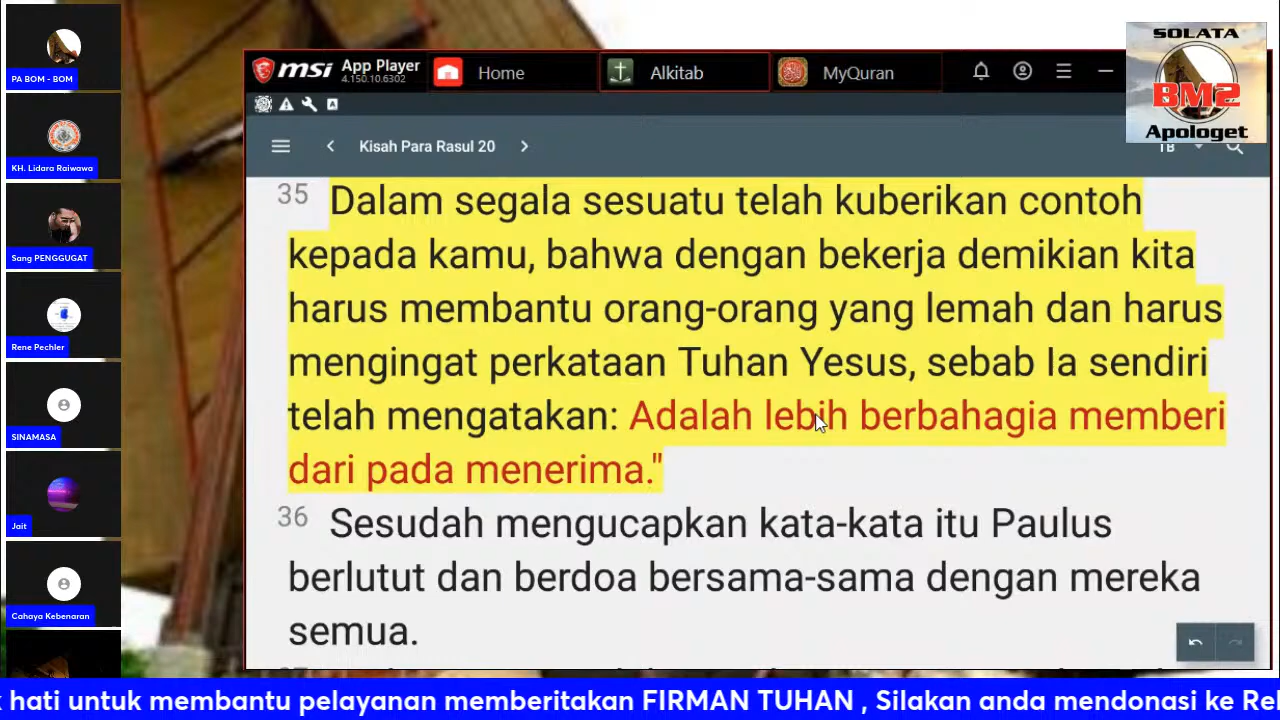 PA BOM - BOM
KH. Lidara Raiwawa
Sang PENGGUGAT
Rene Pechler
SINAMASA
Jait
Cahaya Kebenaran
msi App Player
4.150.10.6302
Home
Alkitab
MyQuran
SOLATA
BM2
Apologet
Kisah Para Rasul 20
TB
35 Dalam segala sesuatu telah kuberikan contoh
kepada kamu, bahwa dengan bekerja demikian kita
harus membantu orang-orang yang lemah dan harus
mengingat perkataan Tuhan Yesus, sebab Ia sendiri
telah mengatakan: Adalah lebih berbahagia memberi
dari pada menerima."
36 Sesudah mengucapkan kata-kata itu Paulus
berlutut dan berdoa bersama-sama dengan mereka
semua.
hati untuk membantu pelayanan memberitakan FIRMAN TUHAN , Silakan anda mendonasi ke